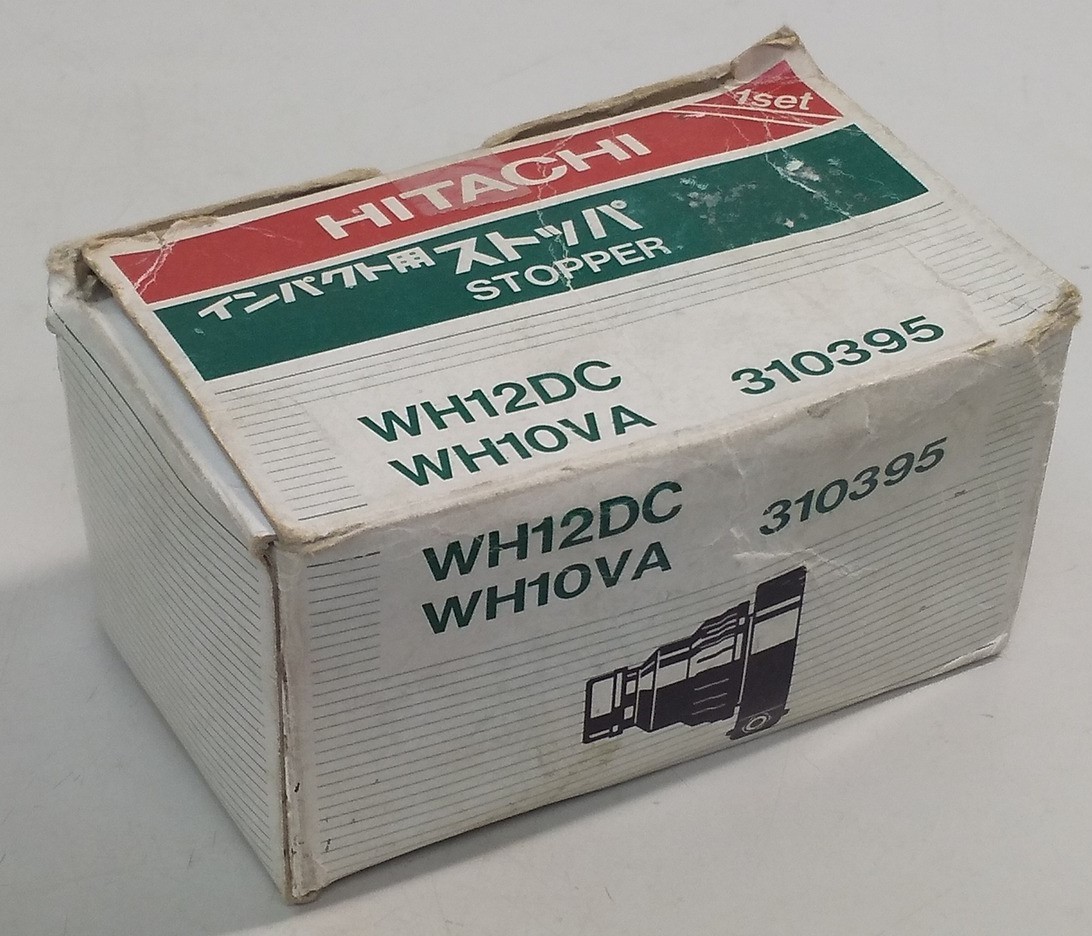 1set
HITACHI
インパクト用ストッパ
STOPPER
WH12DC 310395
WH10VA
WH12DC 310395
WH10VA